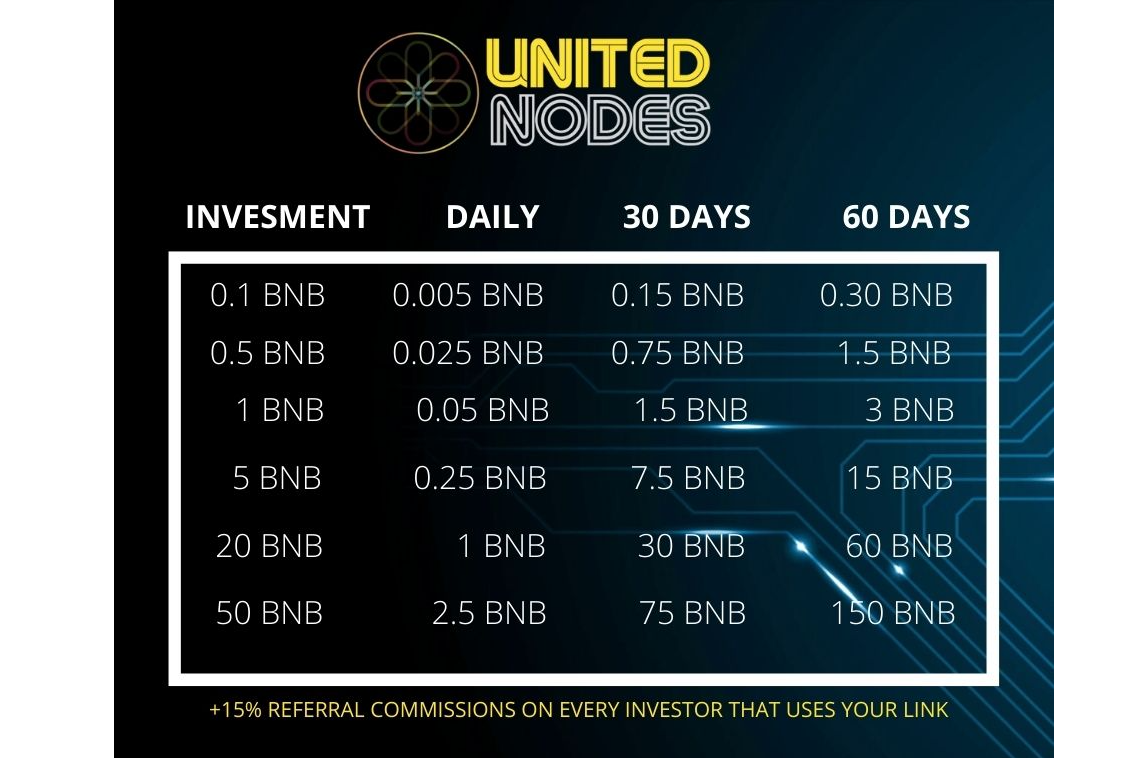 UNITED
NODES
INVESMENT DAILY 30 DAYS 60 DAYS
0.1 BNB 0.005 BNB 0.15 BNB 0.30 BNB
0.5 BNB 0.025 BNB 0.75 BNB 1.5 BNB
1 BNB 0.05 BNB 1.5 BNB 3 BNB
5 BNB 0.25 BNB 7.5 BNB 15 BNB
20 BNB 1 BNB 30 BNB 60 BNB
50 BNB 2.5 BNB 75 BNB 150 BNB
+15% REFERRAL COMMISSIONS ON EVERY INVESTOR THAT USES YOUR LINK